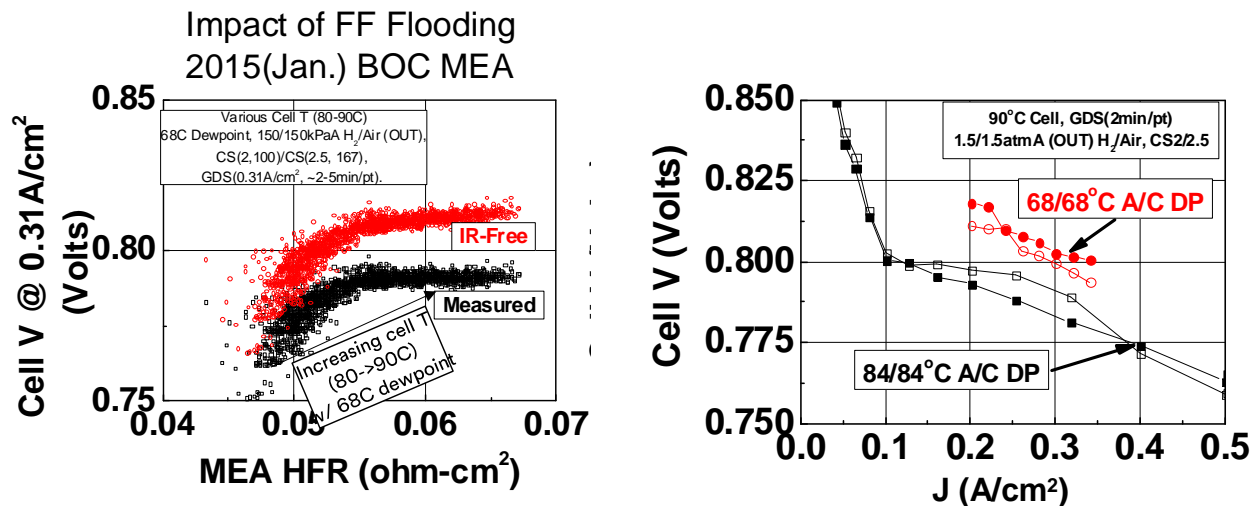 Impact of FF Flooding
2015(Jan.) BOC MEA
0.85
0.80
0.75
Cell V @ 0.31A/cm²
(Volts)
Various Cell T (80-90C)
68C Dewpoint, 150/150kPaA H₂/Air (OUT),
CS(2,100)/CS(2.5, 167),
GDS(0.31A/cm², ~2-5min/pt).
IR-Free
Measured
Increasing cell T
(80->90C)
w/ 68C dewpoint
0.04
0.05
0.06
0.07
MEA HFR (ohm-cm²)
0.850
0.825
0.800
0.775
0.750
Cell V (Volts)
90°C Cell, GDS(2min/pt)
1.5/1.5atmA (OUT) H₂/Air, CS2/2.5
68/68°C A/C DP
84/84°C A/C DP
0.0
0.1
0.2
0.3
0.4
0.5
J (A/cm²)